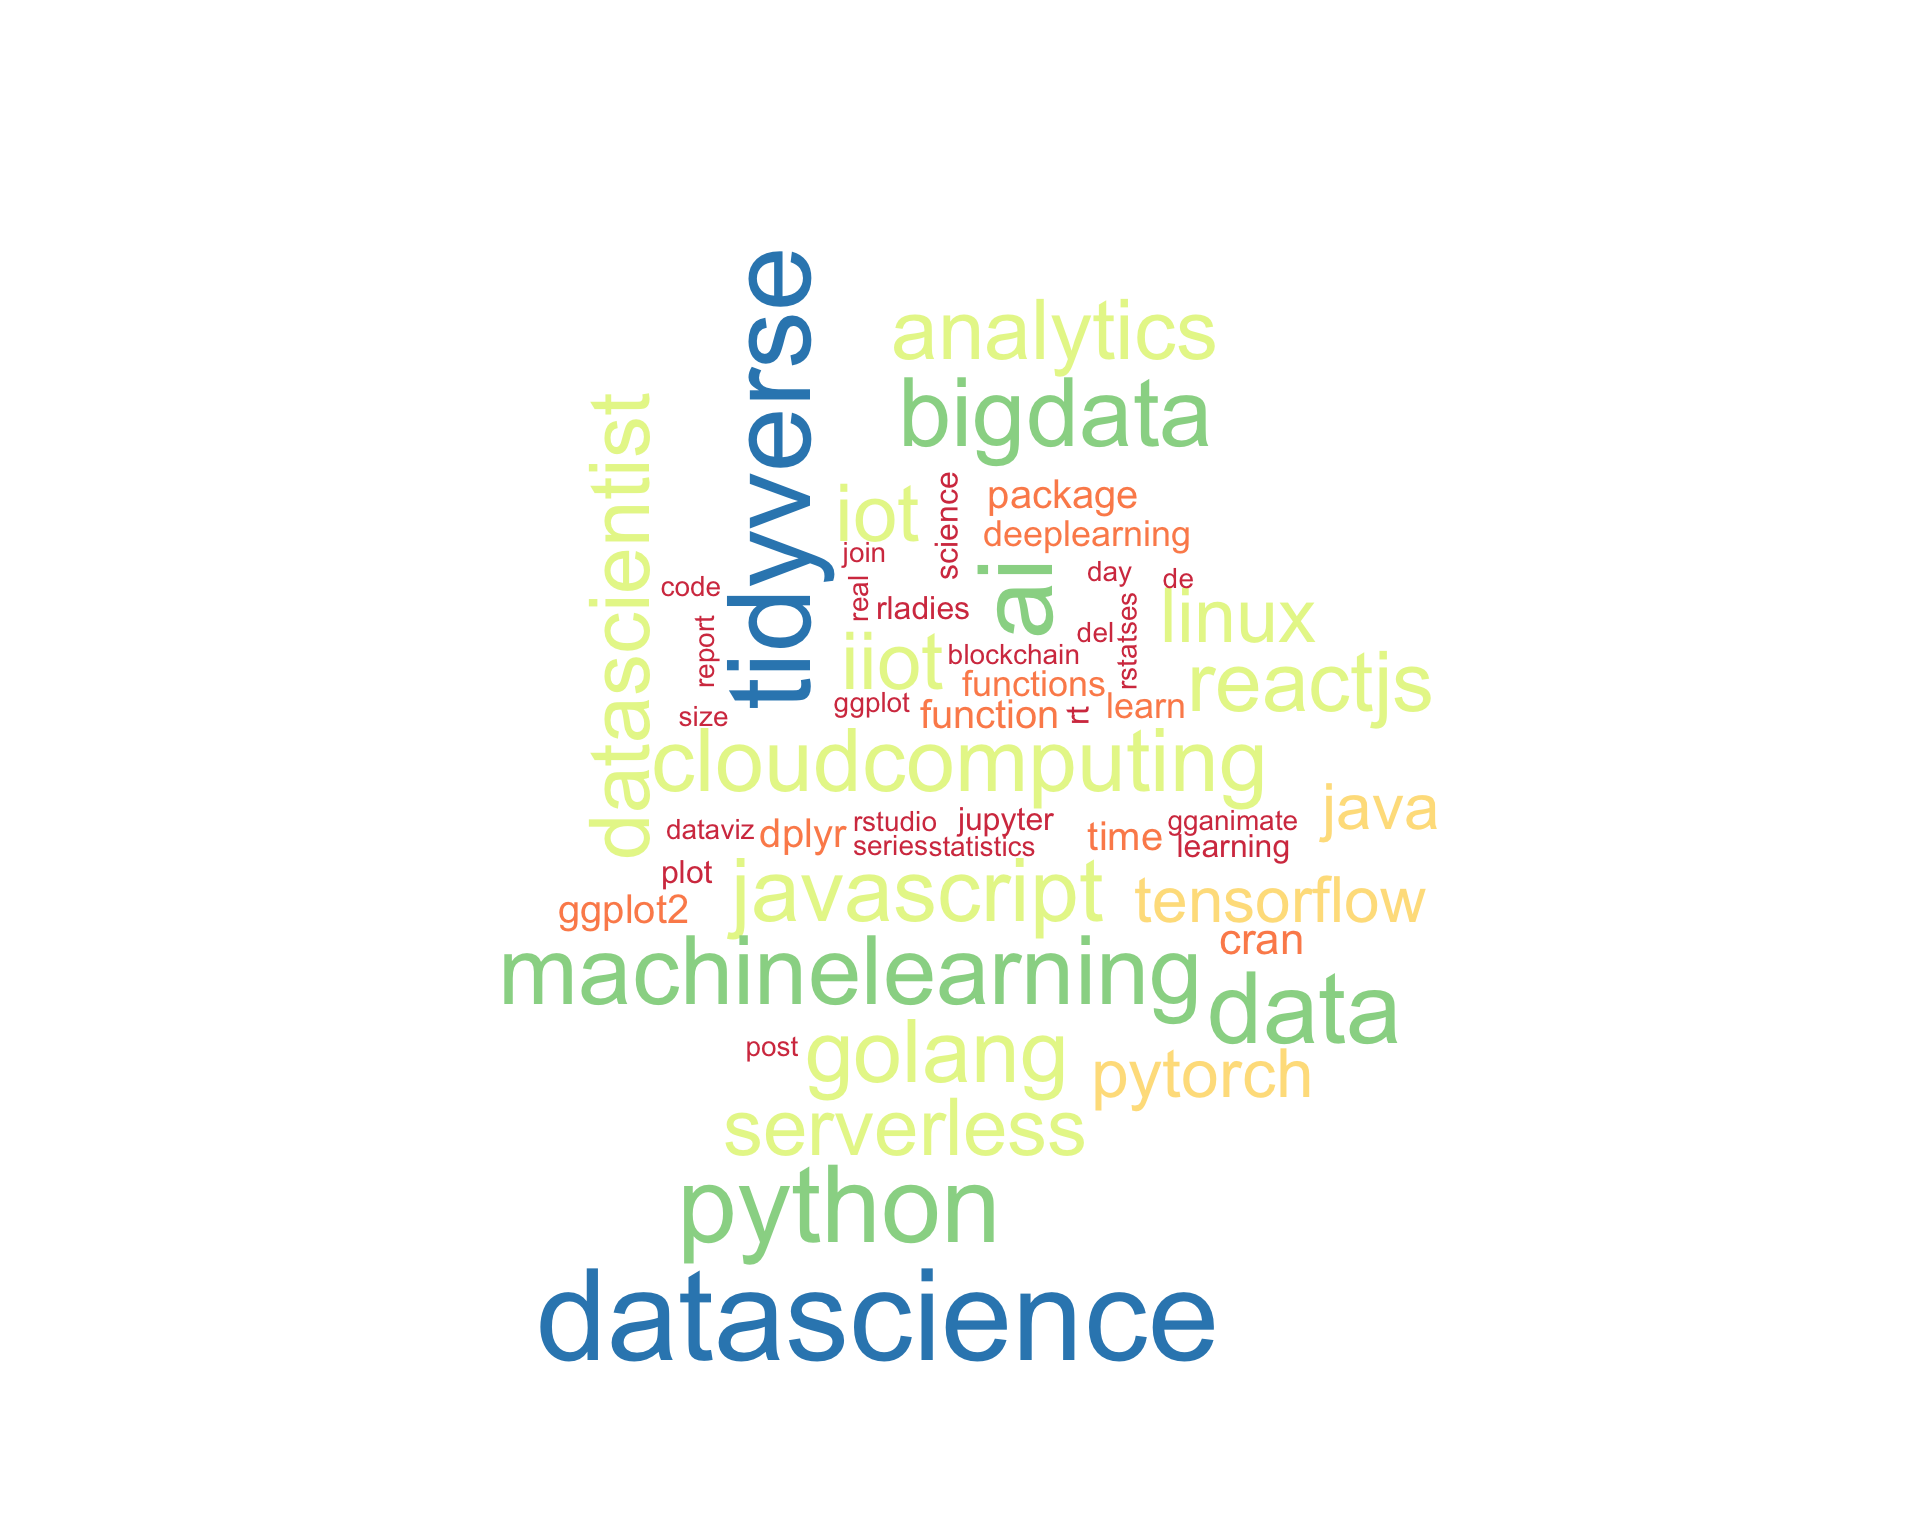 tidyverse
analytics
bigdata
datascientist
iot
science
package
deeplearning
join
ai
day
de
code
real
rladies
linux
rstatses
report
del
iiot
blockchain
reactjs
functions
ggplot
function
rt
learn
size
cloudcomputing
java
dataviz
dplyr
rstudio
jupyter
time
gganimate
series
statistics
learning
plot
javascript
tensorflow
ggplot2
cran
machinelearning
data
post
golang
pytorch
serverless
python
datascience